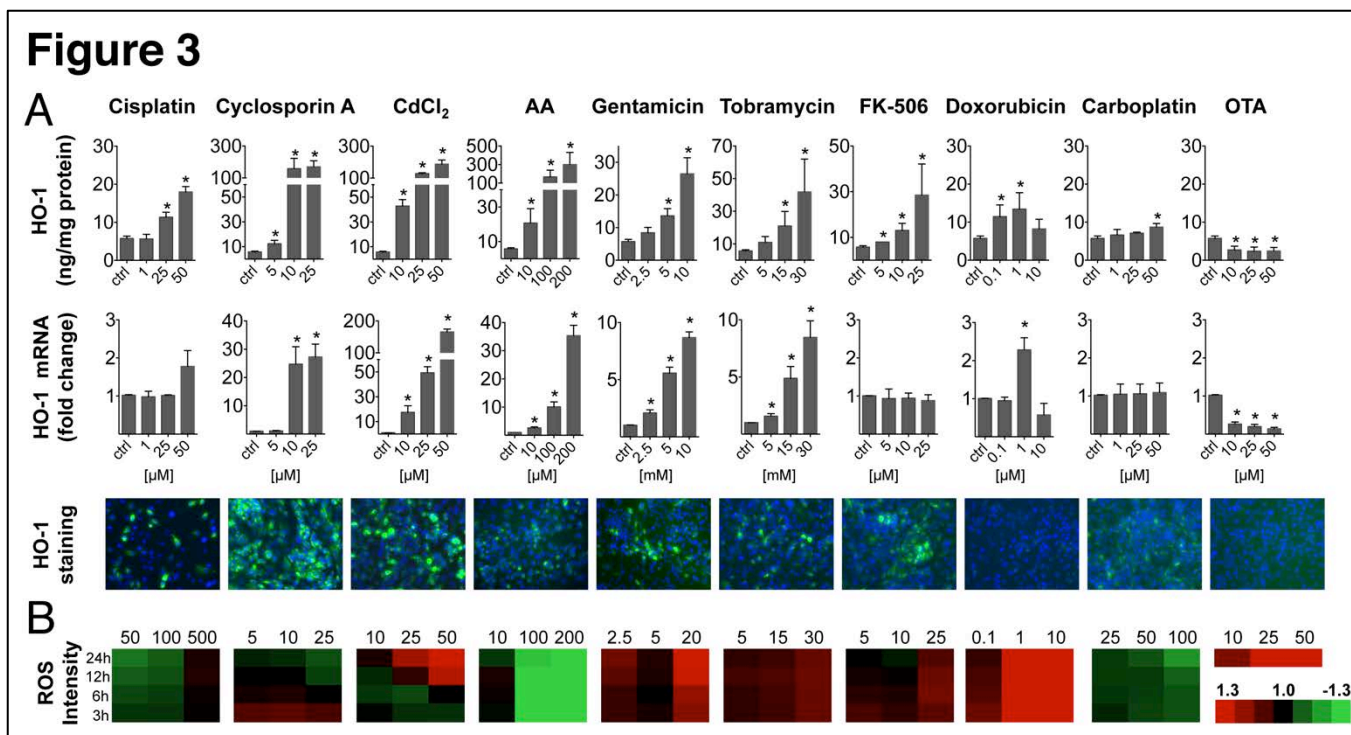 Figure 3
A
Cisplatin Cyclosporin A CdCl₂ AA Gentamicin Tobramycin FK-506 Doxorubicin Carboplatin OTA
HO-1
(ng/mg protein)
30 20 10 0
300 100 50 30 10
300 100 50 30 10
500 300 100 30 10
30 20 10 0
50 30 10
50 30 10
30 20 10 0
30 20 10 0
30 20 10 0
* *
* * *
* * *
* * *
* *
* *
* * *
* *
*
* * *
ctrl 1 25 50
ctrl 5 10 25
ctrl 10 25 50
ctrl 10 100 200
ctrl 2.5 5 10
ctrl 5 15 30
ctrl 5 10 25
ctrl 0.1 1 10
ctrl 1 25 50
ctrl 10 25 50
HO-1 mRNA
(fold change)
3 2 1 0
40 30 20 10
200 100 50 30 10
40 30 20 10
10 5
10 5
3 2 1 0
3 2 1 0
3 2 1 0
3 2 1 0
* *
* * *
* * *
* * *
* * *
*
* * *
ctrl 1 25 50
ctrl 5 10 25
ctrl 10 25 50
ctrl 10 100 200
ctrl 2.5 5 10
ctrl 5 15 30
ctrl 5 10 25
ctrl 0.1 1 10
ctrl 1 25 50
ctrl 10 25 50
[µM] [µM] [µM] [µM] [mM] [mM] [µM] [µM] [µM] [µM]
HO-1
staining
B
50 100 500 5 10 25 10 25 50 10 100 200 2.5 5 20 5 15 30 5 10 25 0.1 1 10 25 50 100 10 25 50
ROS
Intensity
24h
12h
6h
3h
1.3 1.0 -1.3